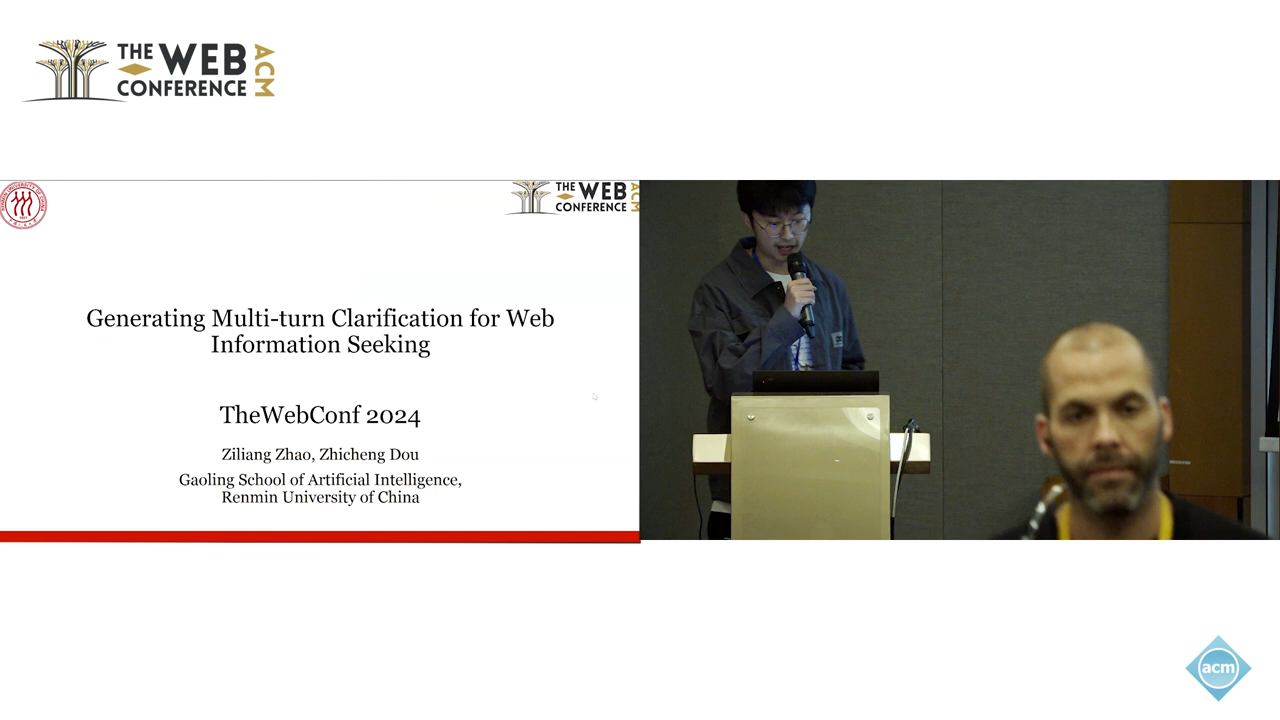 THE WEB
CONFERENCE
ACM
THE WEB
CONFERENCE
ACM
Generating Multi-turn Clarification for Web
Information Seeking
TheWebConf 2024
Ziliang Zhao, Zhicheng Dou
Gaoling School of Artificial Intelligence,
Renmin University of China
acm